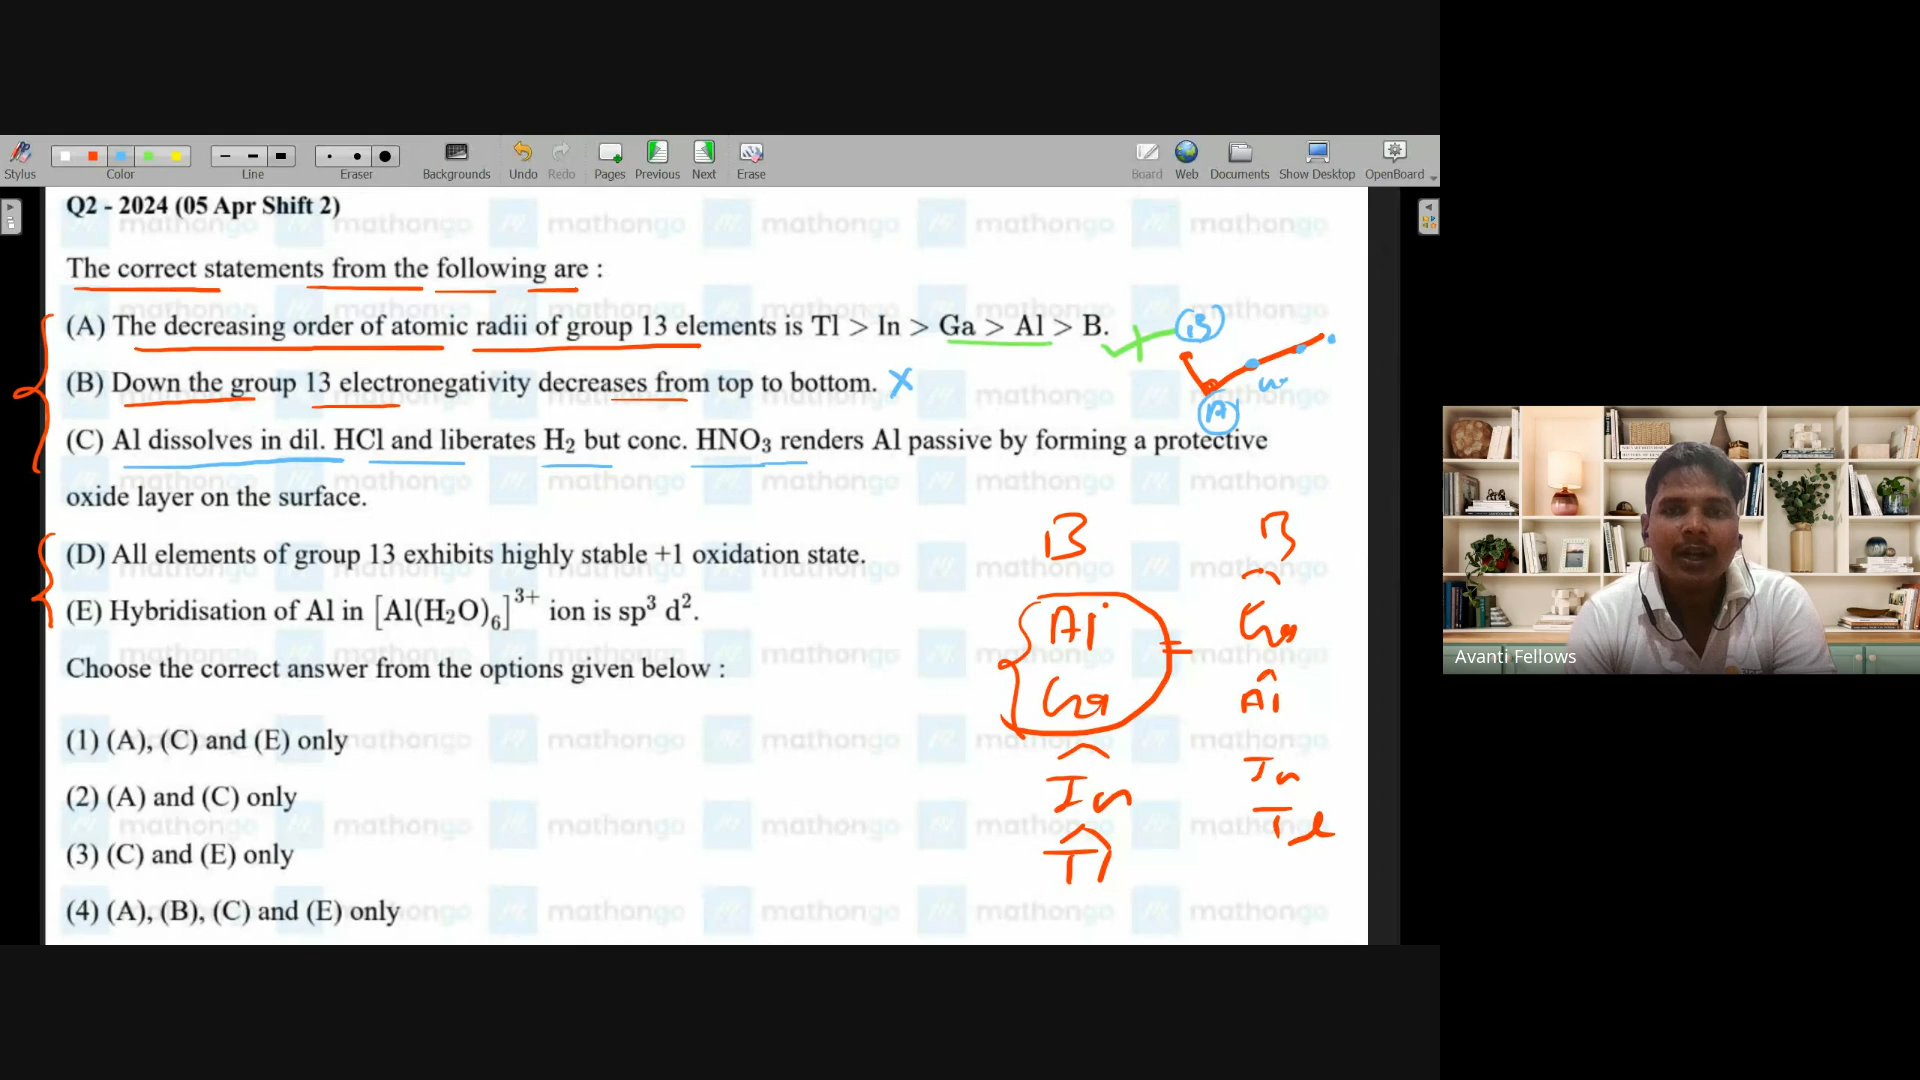 Stylus
Color
Line
Eraser
Backgrounds
Undo
Redo
Pages
Previous
Next
Erase
Board
Web
Documents
Show Desktop
OpenBoard
Q2 - 2024 (05 Apr Shift 2)
The correct statements from the following are :
(A) The decreasing order of atomic radii of group 13 elements is Tl > In > Ga > Al > B.
B
(B) Down the group 13 electronegativity decreases from top to bottom. X
Al
(C) Al dissolves in dil. HCl and liberates H₂ but conc. HNO₃ renders Al passive by forming a protective
oxide layer on the surface.
(D) All elements of group 13 exhibits highly stable +1 oxidation state.
(E) Hybridisation of Al in [Al(H₂O)₆]³⁺ ion is sp³ d².
Choose the correct answer from the options given below :
(1) (A), (C) and (E) only
(2) (A) and (C) only
(3) (C) and (E) only
(4) (A), (B), (C) and (E) only
B
Al
Ga
In
Tl
B
Ga
Al
In
Tl
mathongo
Avanti Fellows